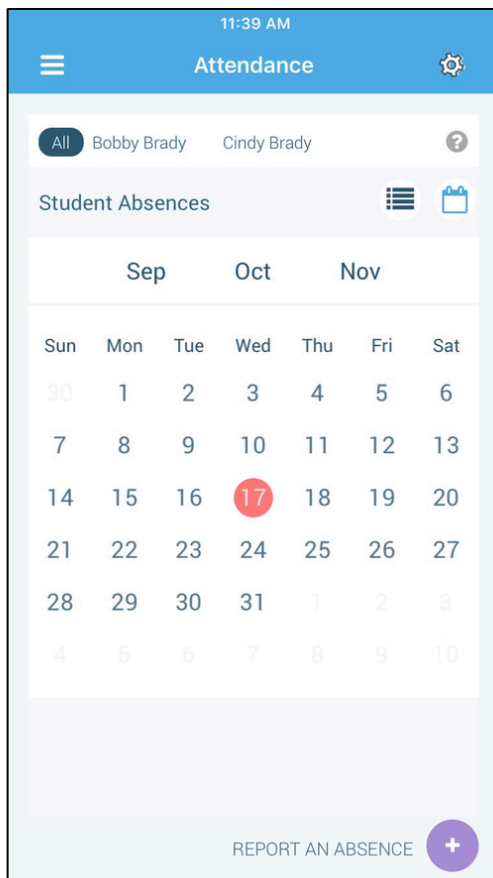 11:39 AM
Attendance
All Bobby Brady Cindy Brady ?
Student Absences
Sep Oct Nov
Sun Mon Tue Wed Thu Fri Sat
30 1 2 3 4 5 6
7 8 9 10 11 12 13
14 15 16 17 18 19 20
21 22 23 24 25 26 27
28 29 30 31 1 2 3
4 5 6 7 8 9 10
REPORT AN ABSENCE +